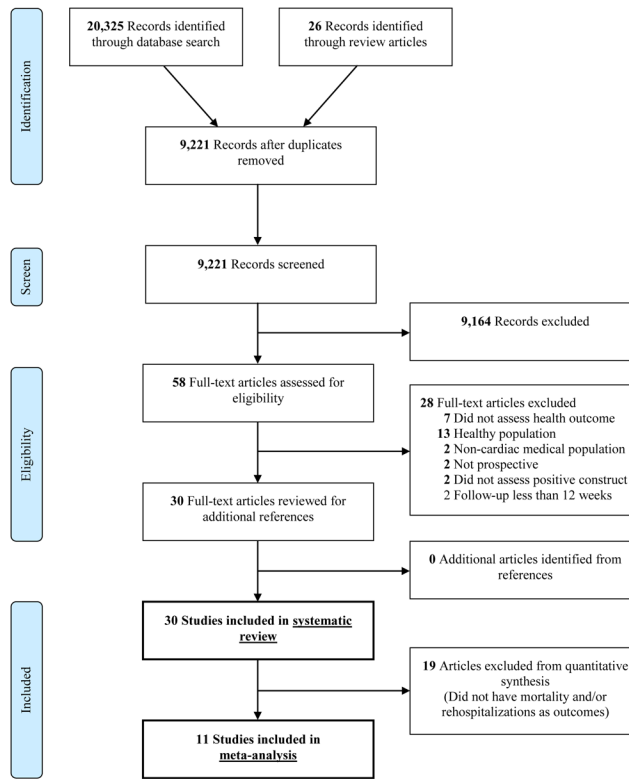 Identification
20,325 Records identified
through database search
26 Records identified
through review articles
9,221 Records after duplicates
removed
Screen
9,221 Records screened
9,164 Records excluded
Eligibility
58 Full-text articles assessed for
eligibility
28 Full-text articles excluded
7 Did not assess health outcome
13 Healthy population
2 Non-cardiac medical population
2 Not prospective
2 Did not assess positive construct
2 Follow-up less than 12 weeks
30 Full-text articles reviewed for
additional references
0 Additional articles identified from
references
Included
30 Studies included in systematic
review
19 Articles excluded from quantitative
synthesis
(Did not have mortality and/or
rehospitalizations as outcomes)
11 Studies included in
meta-analysis